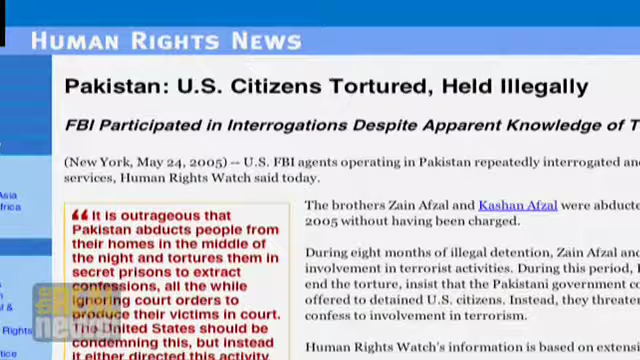 HUMAN RIGHTS NEWS
Pakistan: U.S. Citizens Tortured, Held Illegally
FBI Participated in Interrogations Despite Apparent Knowledge of T
(New York, May 24, 2005) -- U.S. FBI agents operating in Pakistan repeatedly interrogated and
services, Human Rights Watch said today.
It is outrageous that
Pakistan abducts people from
their homes in the middle of
the night and tortures them in
secret prisons to extract
confessions, all the while
ignoring court orders to
produce their victims in court.
United States should be
condemning this, but instead
it either directed this activity
The brothers Zain Afzal and Kashan Afzal were abducte
2005 without having been charged.
During eight months of illegal detention, Zain Afzal and
involvement in terrorist activities. During this period,
end the torture, insist that the Pakistani government co
offered to detained U.S. citizens. Instead, they threaten
confess to involvement in terrorism.
Human Rights Watch's information is based on extensi
Asia
frica
l &
Rights
tice
the
news